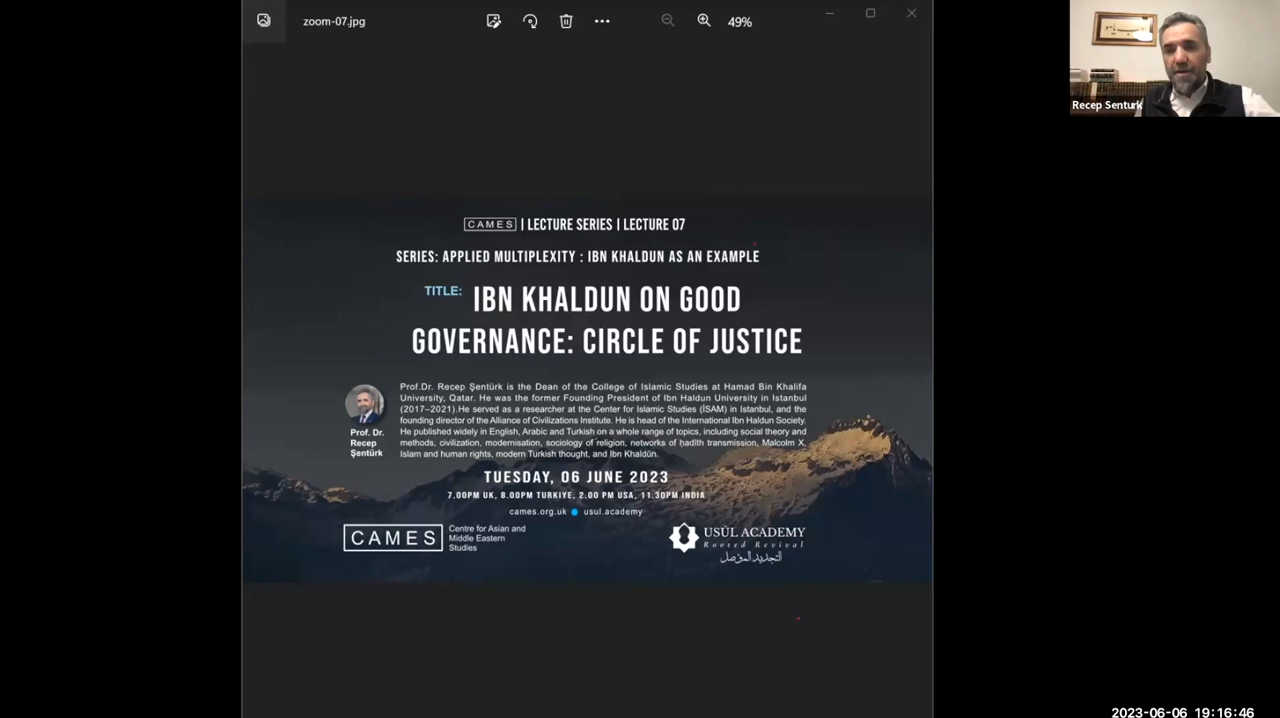 zoom-07.jpg
49%
Recep Senturk
CAMES | LECTURE SERIES | LECTURE 07
SERIES: APPLIED MULTIPLEXITY : IBN KHALDUN AS AN EXAMPLE
TITLE: IBN KHALDUN ON GOOD
GOVERNANCE: CIRCLE OF JUSTICE
Prof.Dr. Recep Şentürk is the Dean of the College of Islamic Studies at Hamad Bin Khalifa
University, Qatar. He was the former Founding President of Ibn Haldun University in Istanbul
(2017–2021).He served as a researcher at the Center for Islamic Studies (İSAM) in Istanbul, and the
founding director of the Alliance of Civilizations Institute. He is head of the International Ibn Haldun Society.
He published widely in English, Arabic and Turkish on a whole range of topics, including social theory and
methods, civilization, modernisation, sociology of religion, networks of ḥadīth transmission, Malcolm X,
Islam and human rights, modern Turkish thought, and Ibn Khaldūn.
Prof. Dr.
Recep
Şentürk
TUESDAY, 06 JUNE 2023
7.00PM UK, 8.00PM TURKIYE, 2.00 PM USA, 11.30PM INDIA
cames.org.uk usul.academy
CAMES
Centre for Asian and
Middle Eastern
Studies
USŪL ACADEMY
Rooted Revival
التجديد المؤصل
2023-06-06 19:16:46